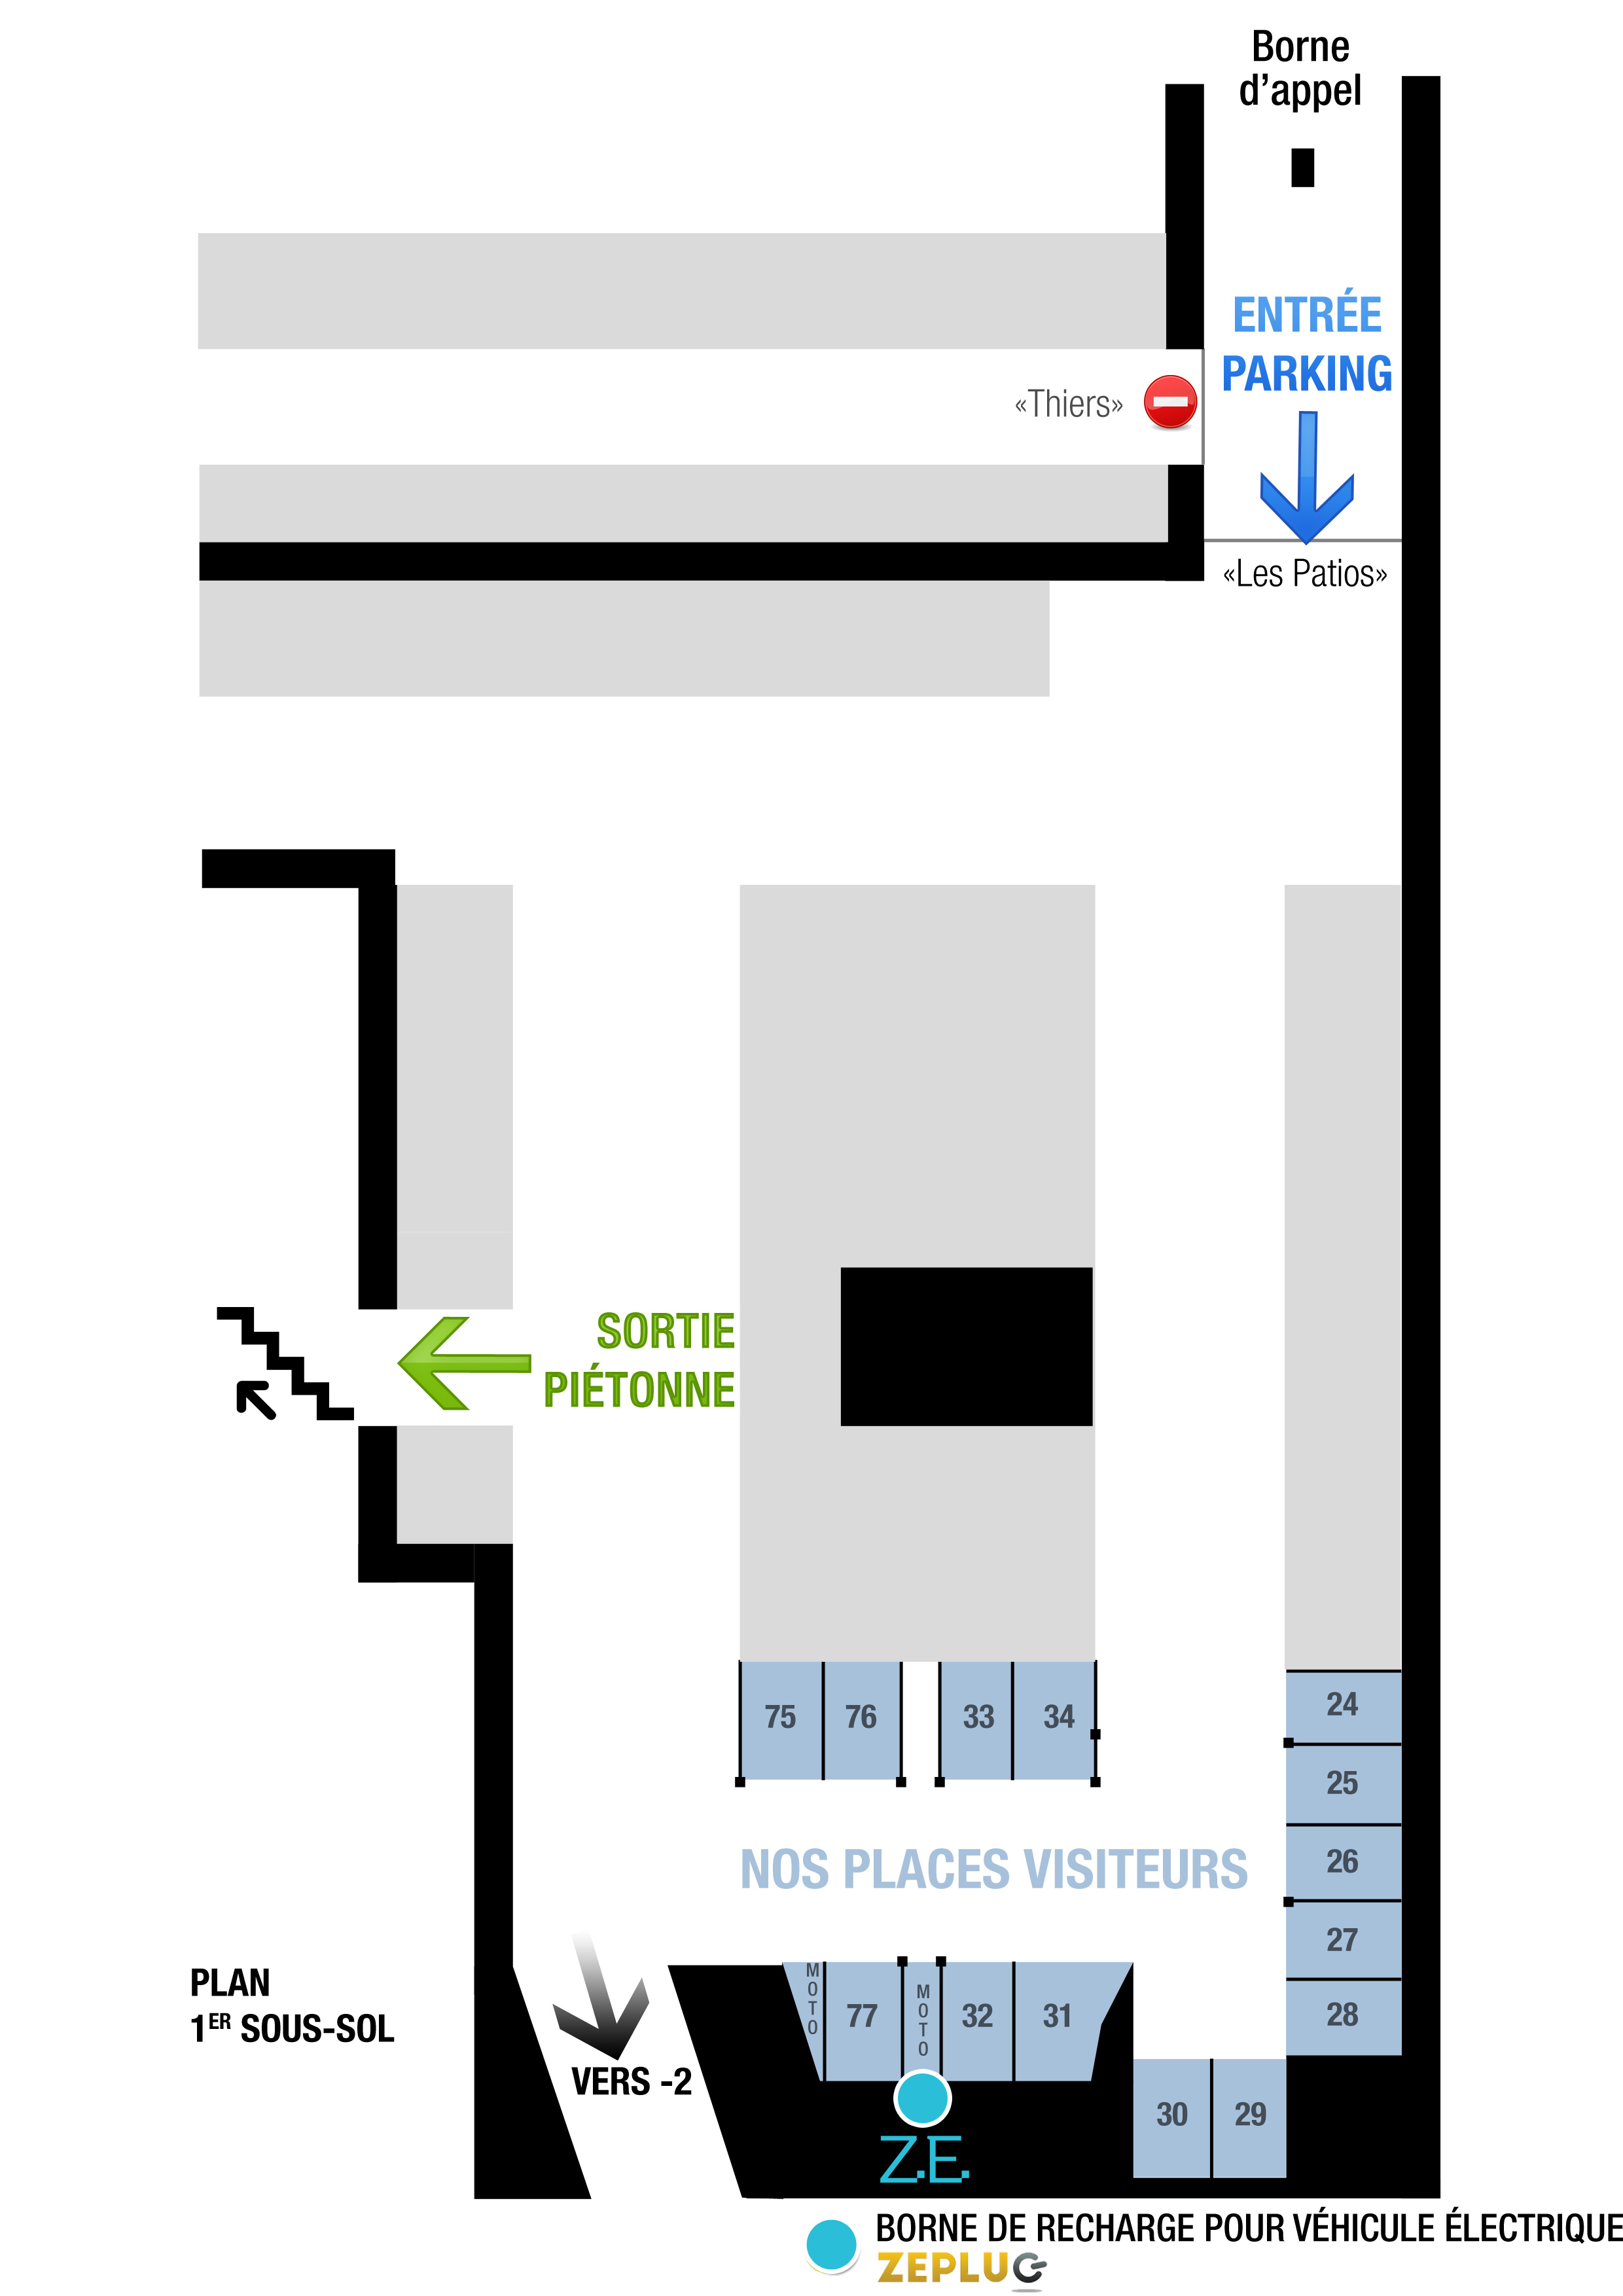 Borne
d’appel
ENTRÉE
PARKING
«Thiers»
«Les Patios»
SORTIE
PIÉTONNE
75 76 33 34
24
25
26
27
28
NOS PLACES VISITEURS
MOTO 77 MOTO 32 31
30 29
PLAN
1ER SOUS-SOL
VERS -2
Z.E.
BORNE DE RECHARGE POUR VÉHICULE ÉLECTRIQUE
ZEPLUG